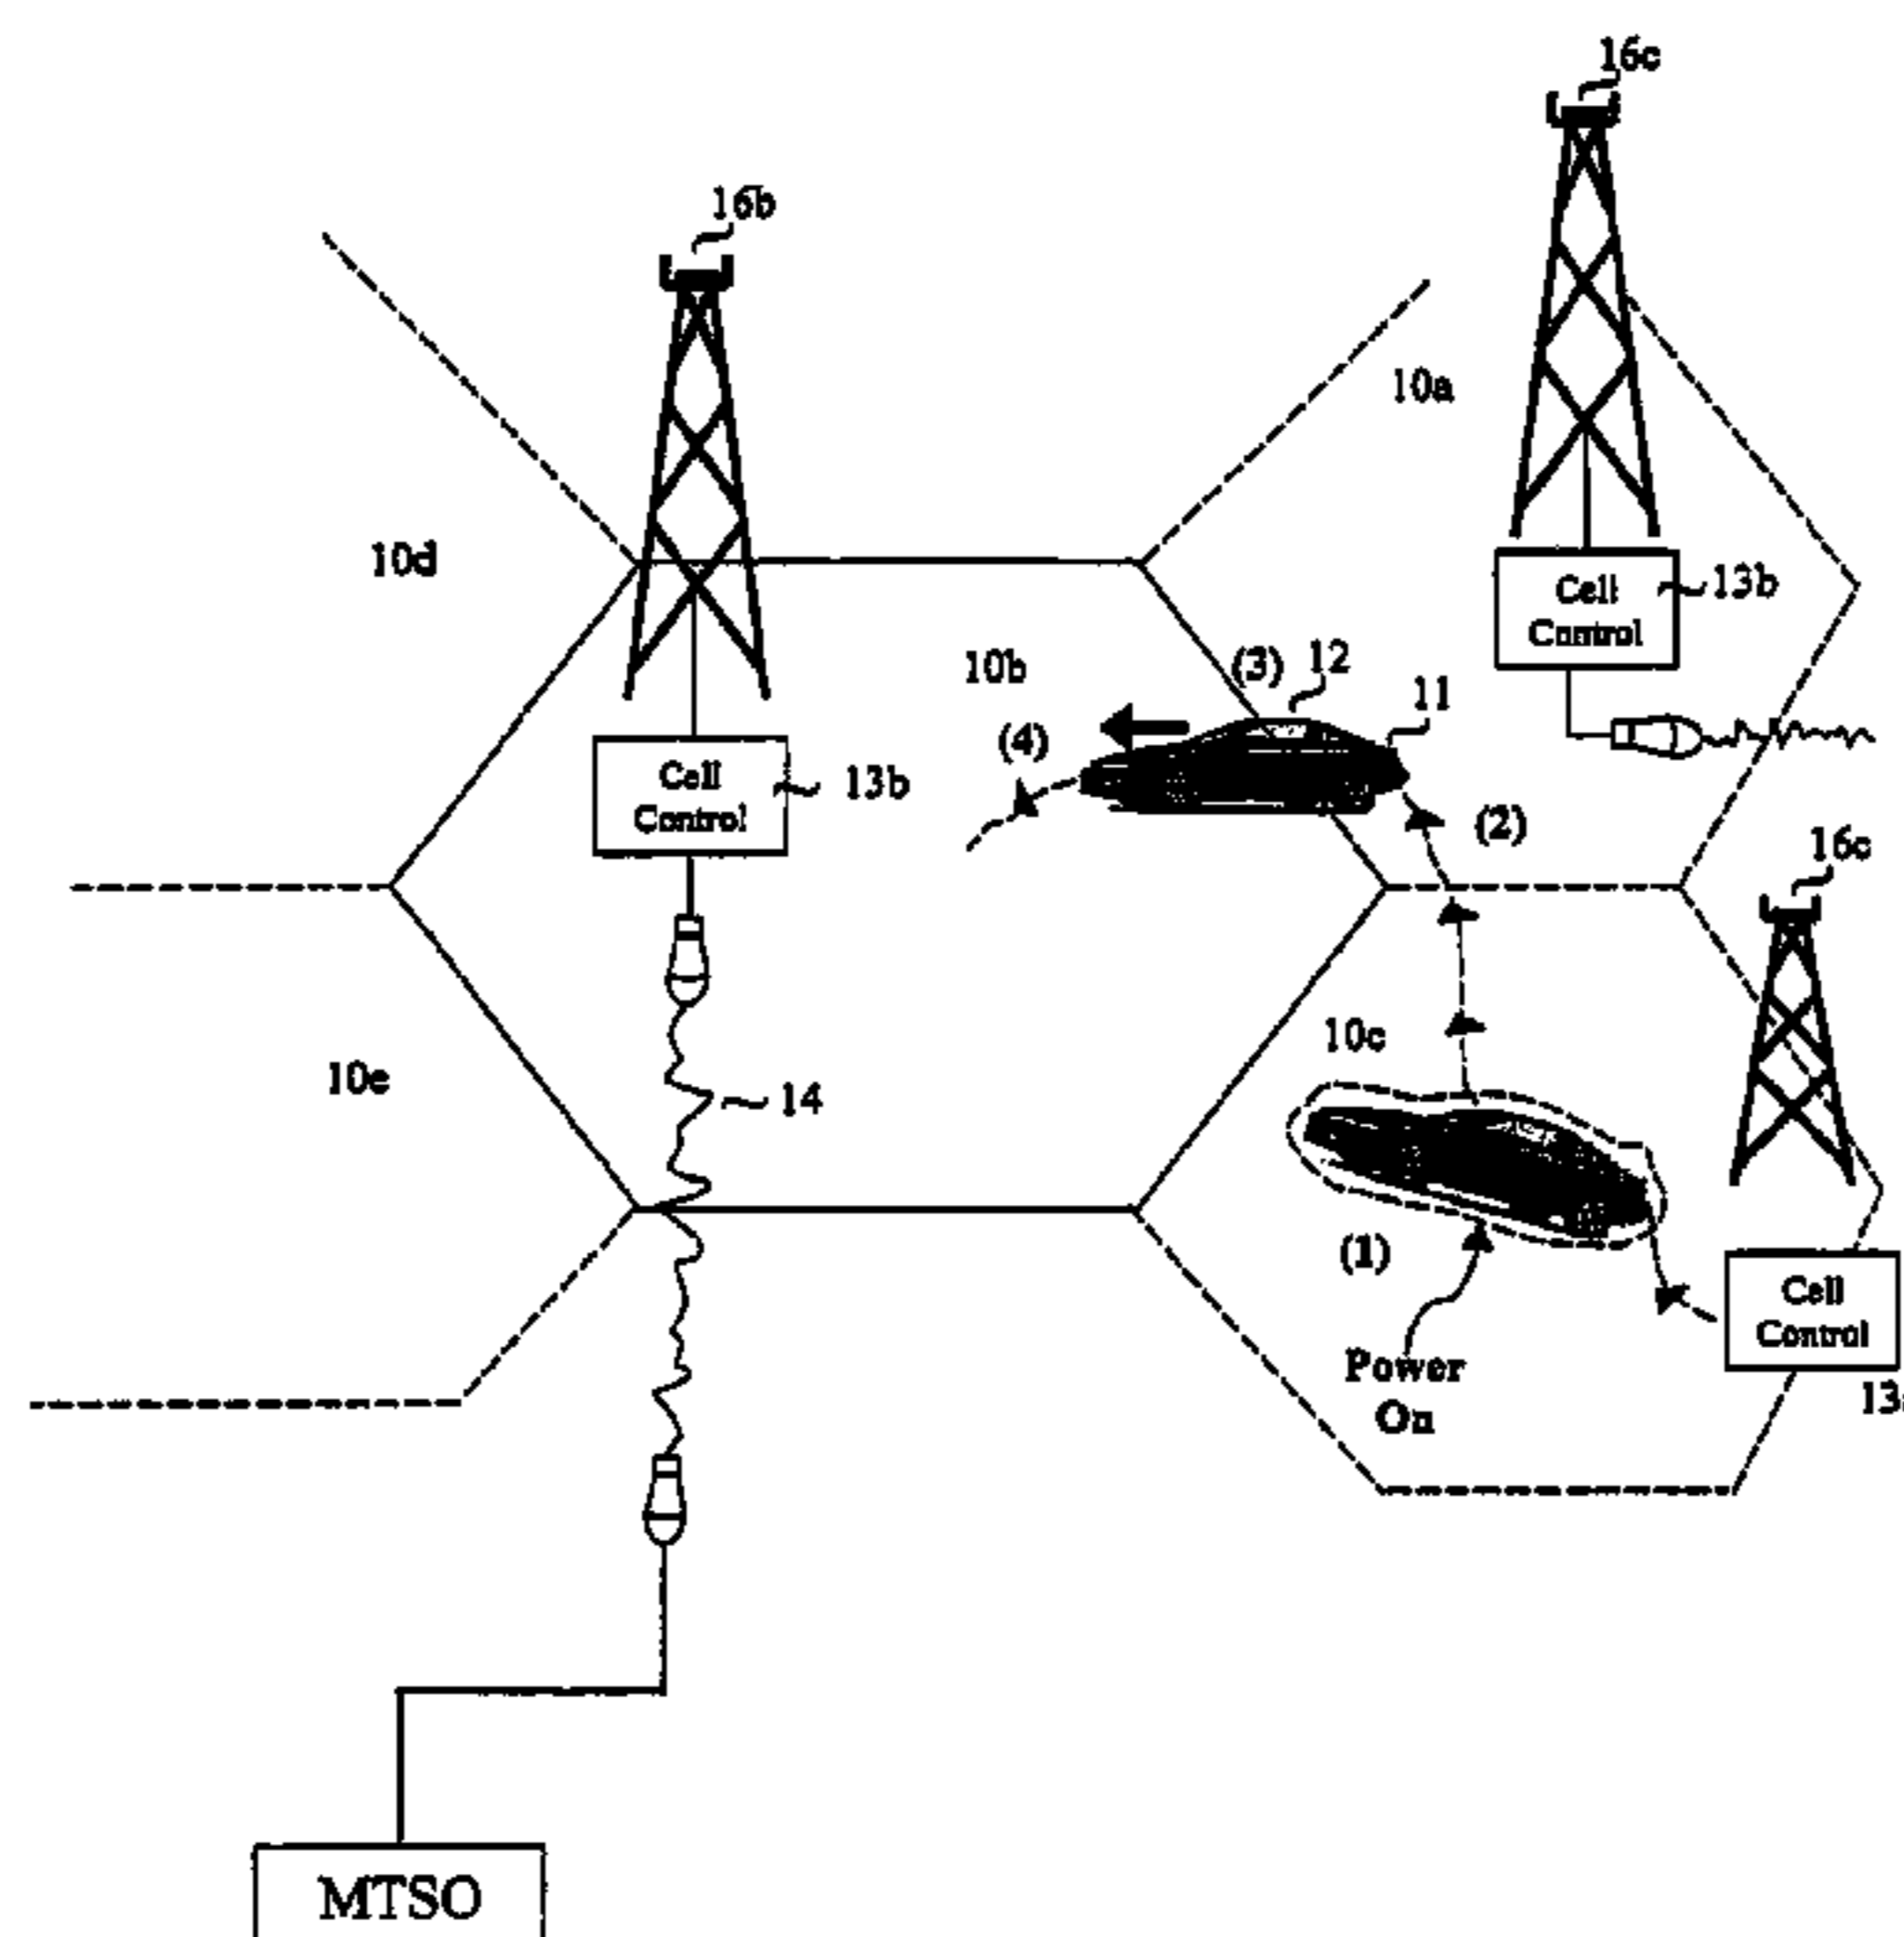 16c
16b
10a
10d
Cell
Control
13b
10b
(3)
12
11
(4)
Cell
Control
13b
(2)
16c
10c
10e
14
(1)
Cell
Control
Power
On
MTSO